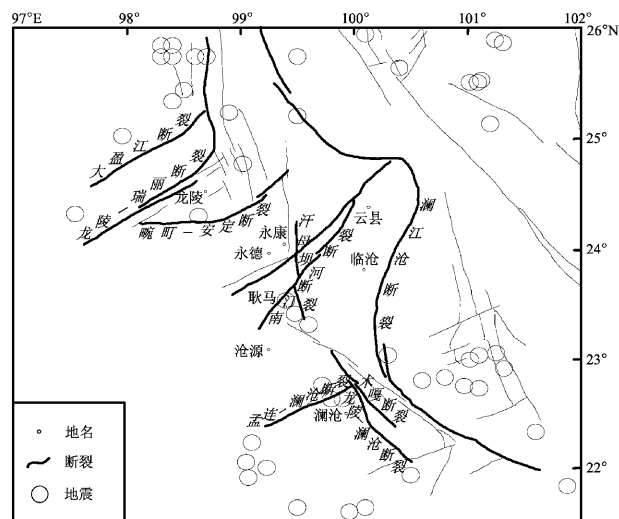 97°E
98°
99°
100°
101°
102°
26°N
25°
24°
23°
22°
大盈江断裂
龙陵-瑞丽断裂
龙陵
畹町-安定断裂
永康
永德
汗母坝河断裂
云县
临沧
澜沧江断裂
耿马
南汀河断裂
沧源
木嘎断裂
孟连-澜沧断裂
澜沧
龙陵-澜沧断裂
地名
断裂
地震